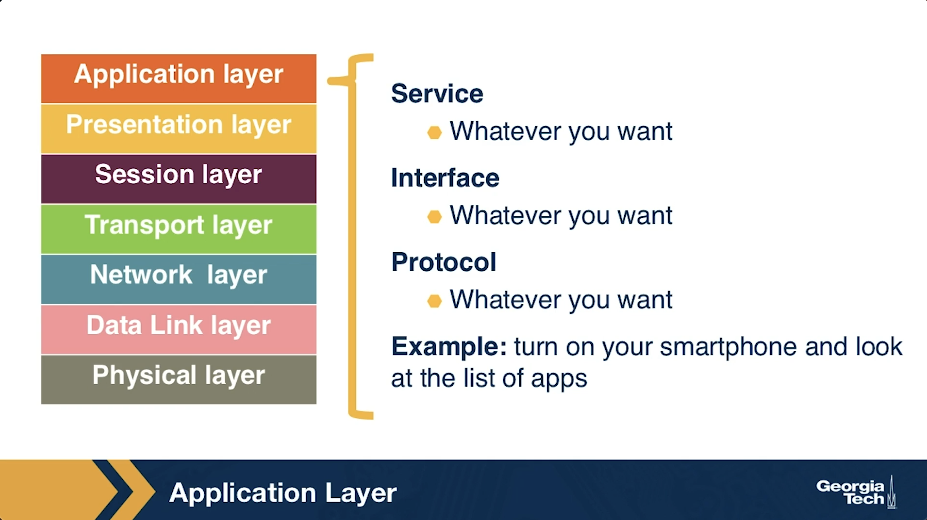 Application layer
Presentation layer
Session layer
Transport layer
Network layer
Data Link layer
Physical layer
Service
Whatever you want
Interface
Whatever you want
Protocol
Whatever you want
Example: turn on your smartphone and look
at the list of apps
Application Layer
Georgia
Tech